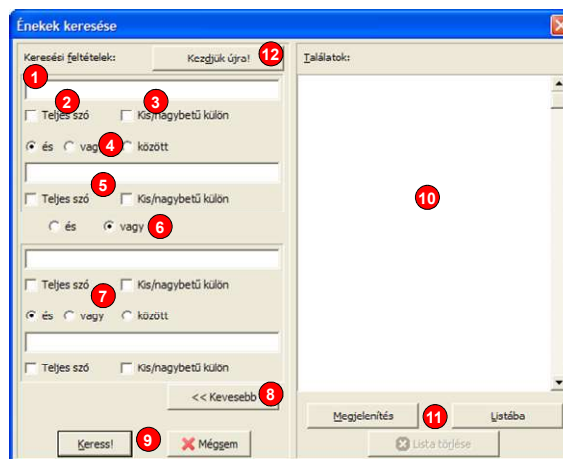 Énekek keresése
Keresési feltételek:
Kezdjük újra!
12
Találatok:
1
2
3
Teljes szó
Kis/nagybetű külön
és
vagy
4
között
10
5
Teljes szó
Kis/nagybetű külön
és
vagy
6
Teljes szó
Kis/nagybetű külön
7
és
vagy
között
Teljes szó
Kis/nagybetű külön
<< Kevesebb
8
Megjelenítés
11
Listába
Keress!
9
Mégsem
Lista törlése